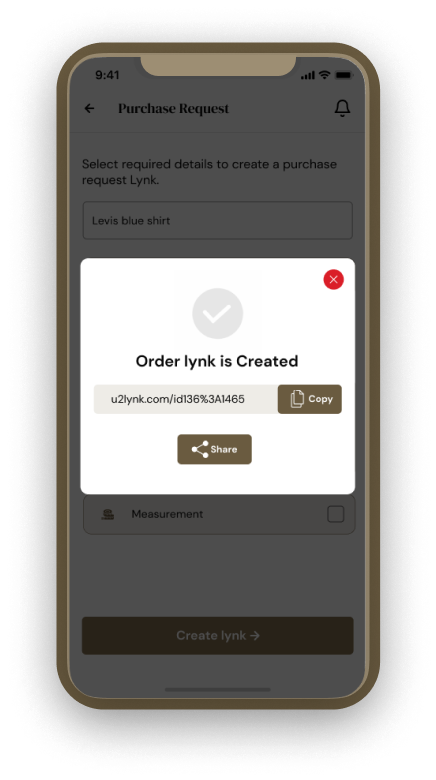 9:41
Purchase Request
Select required details to create a purchase
request Lynk.
Levis blue shirt
Order lynk is Created
u2lynk.com/id136%3A1465
Copy
Share
Measurement
Create lynk →